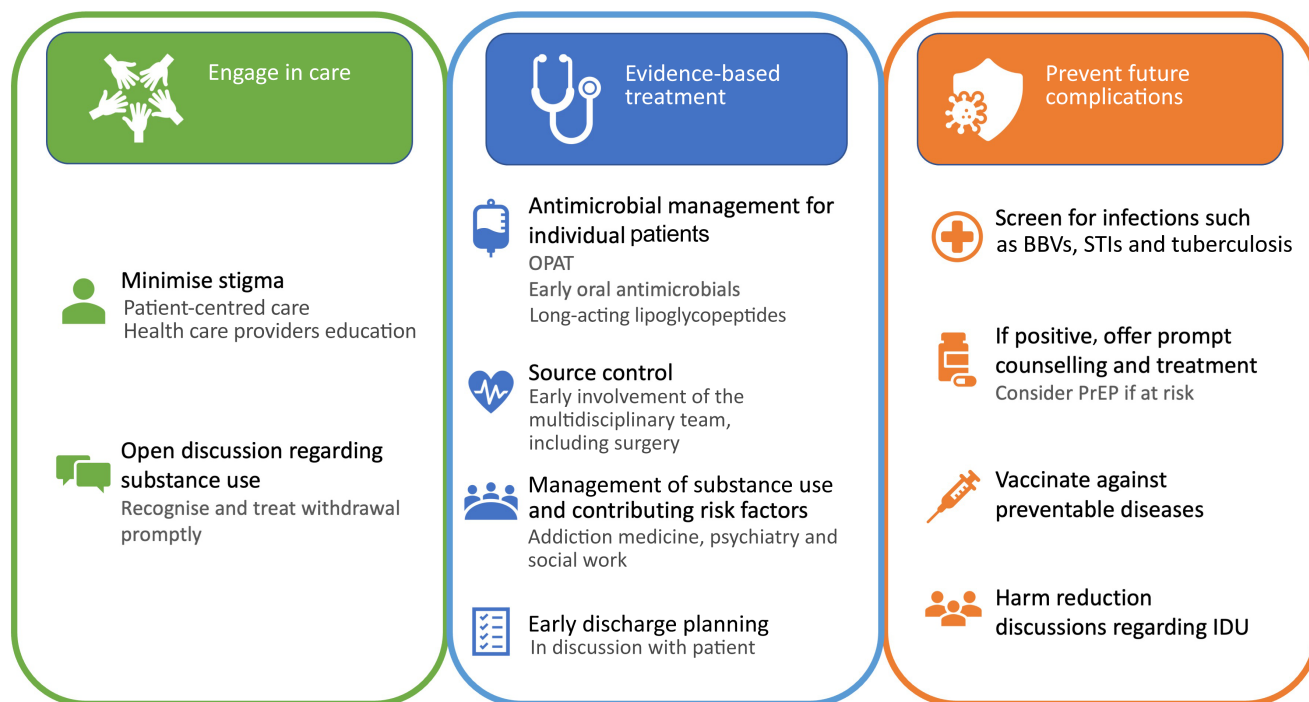 Engage in care
Minimise stigma
Patient-centred care
Health care providers education
Open discussion regarding
substance use
Recognise and treat withdrawal
promptly
Evidence-based
treatment
Antimicrobial management for
individual patients
OPAT
Early oral antimicrobials
Long-acting lipoglycopeptides
Source control
Early involvement of the
multidisciplinary team,
including surgery
Management of substance use
and contributing risk factors
Addiction medicine, psychiatry and
social work
Early discharge planning
In discussion with patient
Prevent future
complications
Screen for infections such
as BBVs, STIs and tuberculosis
If positive, offer prompt
counselling and treatment
Consider PrEP if at risk
Vaccinate against
preventable diseases
Harm reduction
discussions regarding IDU